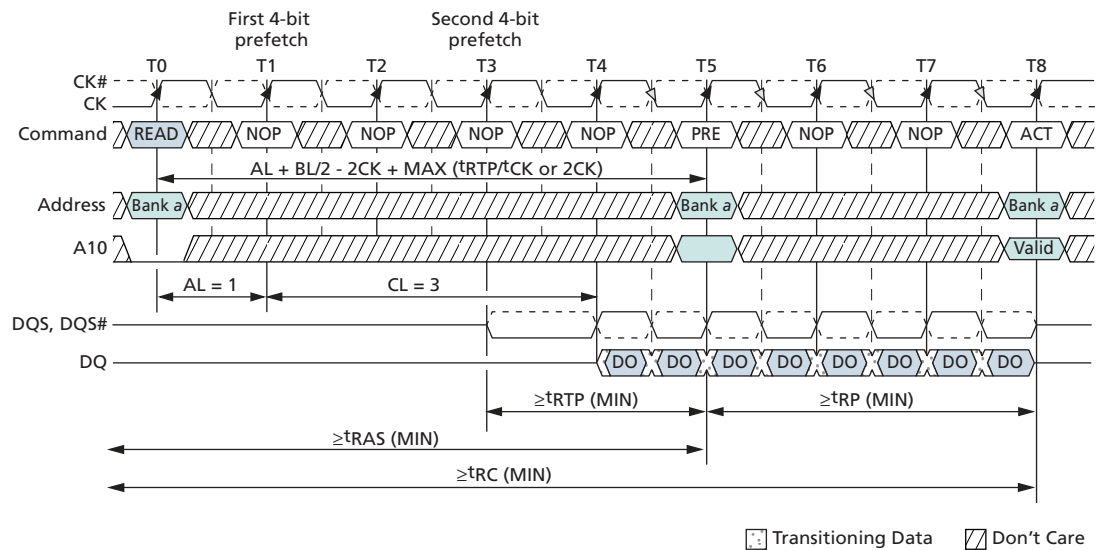 First 4-bit Second 4-bit
prefetch prefetch
T0 T1 T2 T3 T4 T5 T6 T7 T8
CK#
CK
Command READ NOP NOP NOP NOP PRE NOP NOP ACT
AL + BL/2 - 2CK + MAX (tRTP/tCK or 2CK)
Address Bank a Bank a Bank a
A10 Valid
AL = 1 CL = 3
DQS, DQS#
DQ DO DO DO DO DO DO DO DO
≥tRTP (MIN) ≥tRP (MIN)
≥tRAS (MIN)
≥tRC (MIN)
Transitioning Data Don't Care